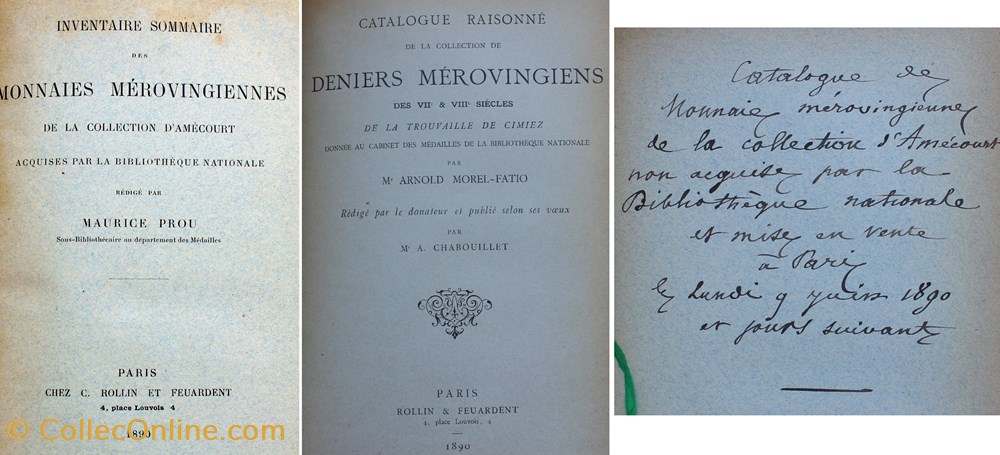 INVENTAIRE SOMMAIRE
DES
MONNAIES MÉROVINGIENNES
DE LA COLLECTION D'AMÉCOURT
ACQUISES PAR LA BIBLIOTHÈQUE NATIONALE
RÉDIGÉ PAR
MAURICE PROU
Sous-Bibliothécaire au département des Médailles
PARIS
CHEZ C. ROLLIN ET FEUARDENT
4, place Louvois 4
1890
© CollecOnline.com
CATALOGUE RAISONNÉ
DE LA COLLECTION DE
DENIERS MÉROVINGIENS
DES VIIe & VIIIe SIÈCLES
DE LA TROUVAILLE DE CIMIEZ
DONNÉE AU CABINET DES MÉDAILLES DE LA BIBLIOTHÈQUE NATIONALE
PAR
Mr ARNOLD MOREL-FATIO
Rédigé par le donateur et publié selon ses vœux
PAR
Mr A. CHABOUILLET
PARIS
ROLLIN & FEUARDENT
4, place Louvois, 4
1890
Catalogue de
Monnaies mérovingiennes
de la collection d'Amécourt
non acquises par la
Bibliothèque nationale
et mises en vente
à Paris
les Lundi 9 juin 1890
et jours suivants